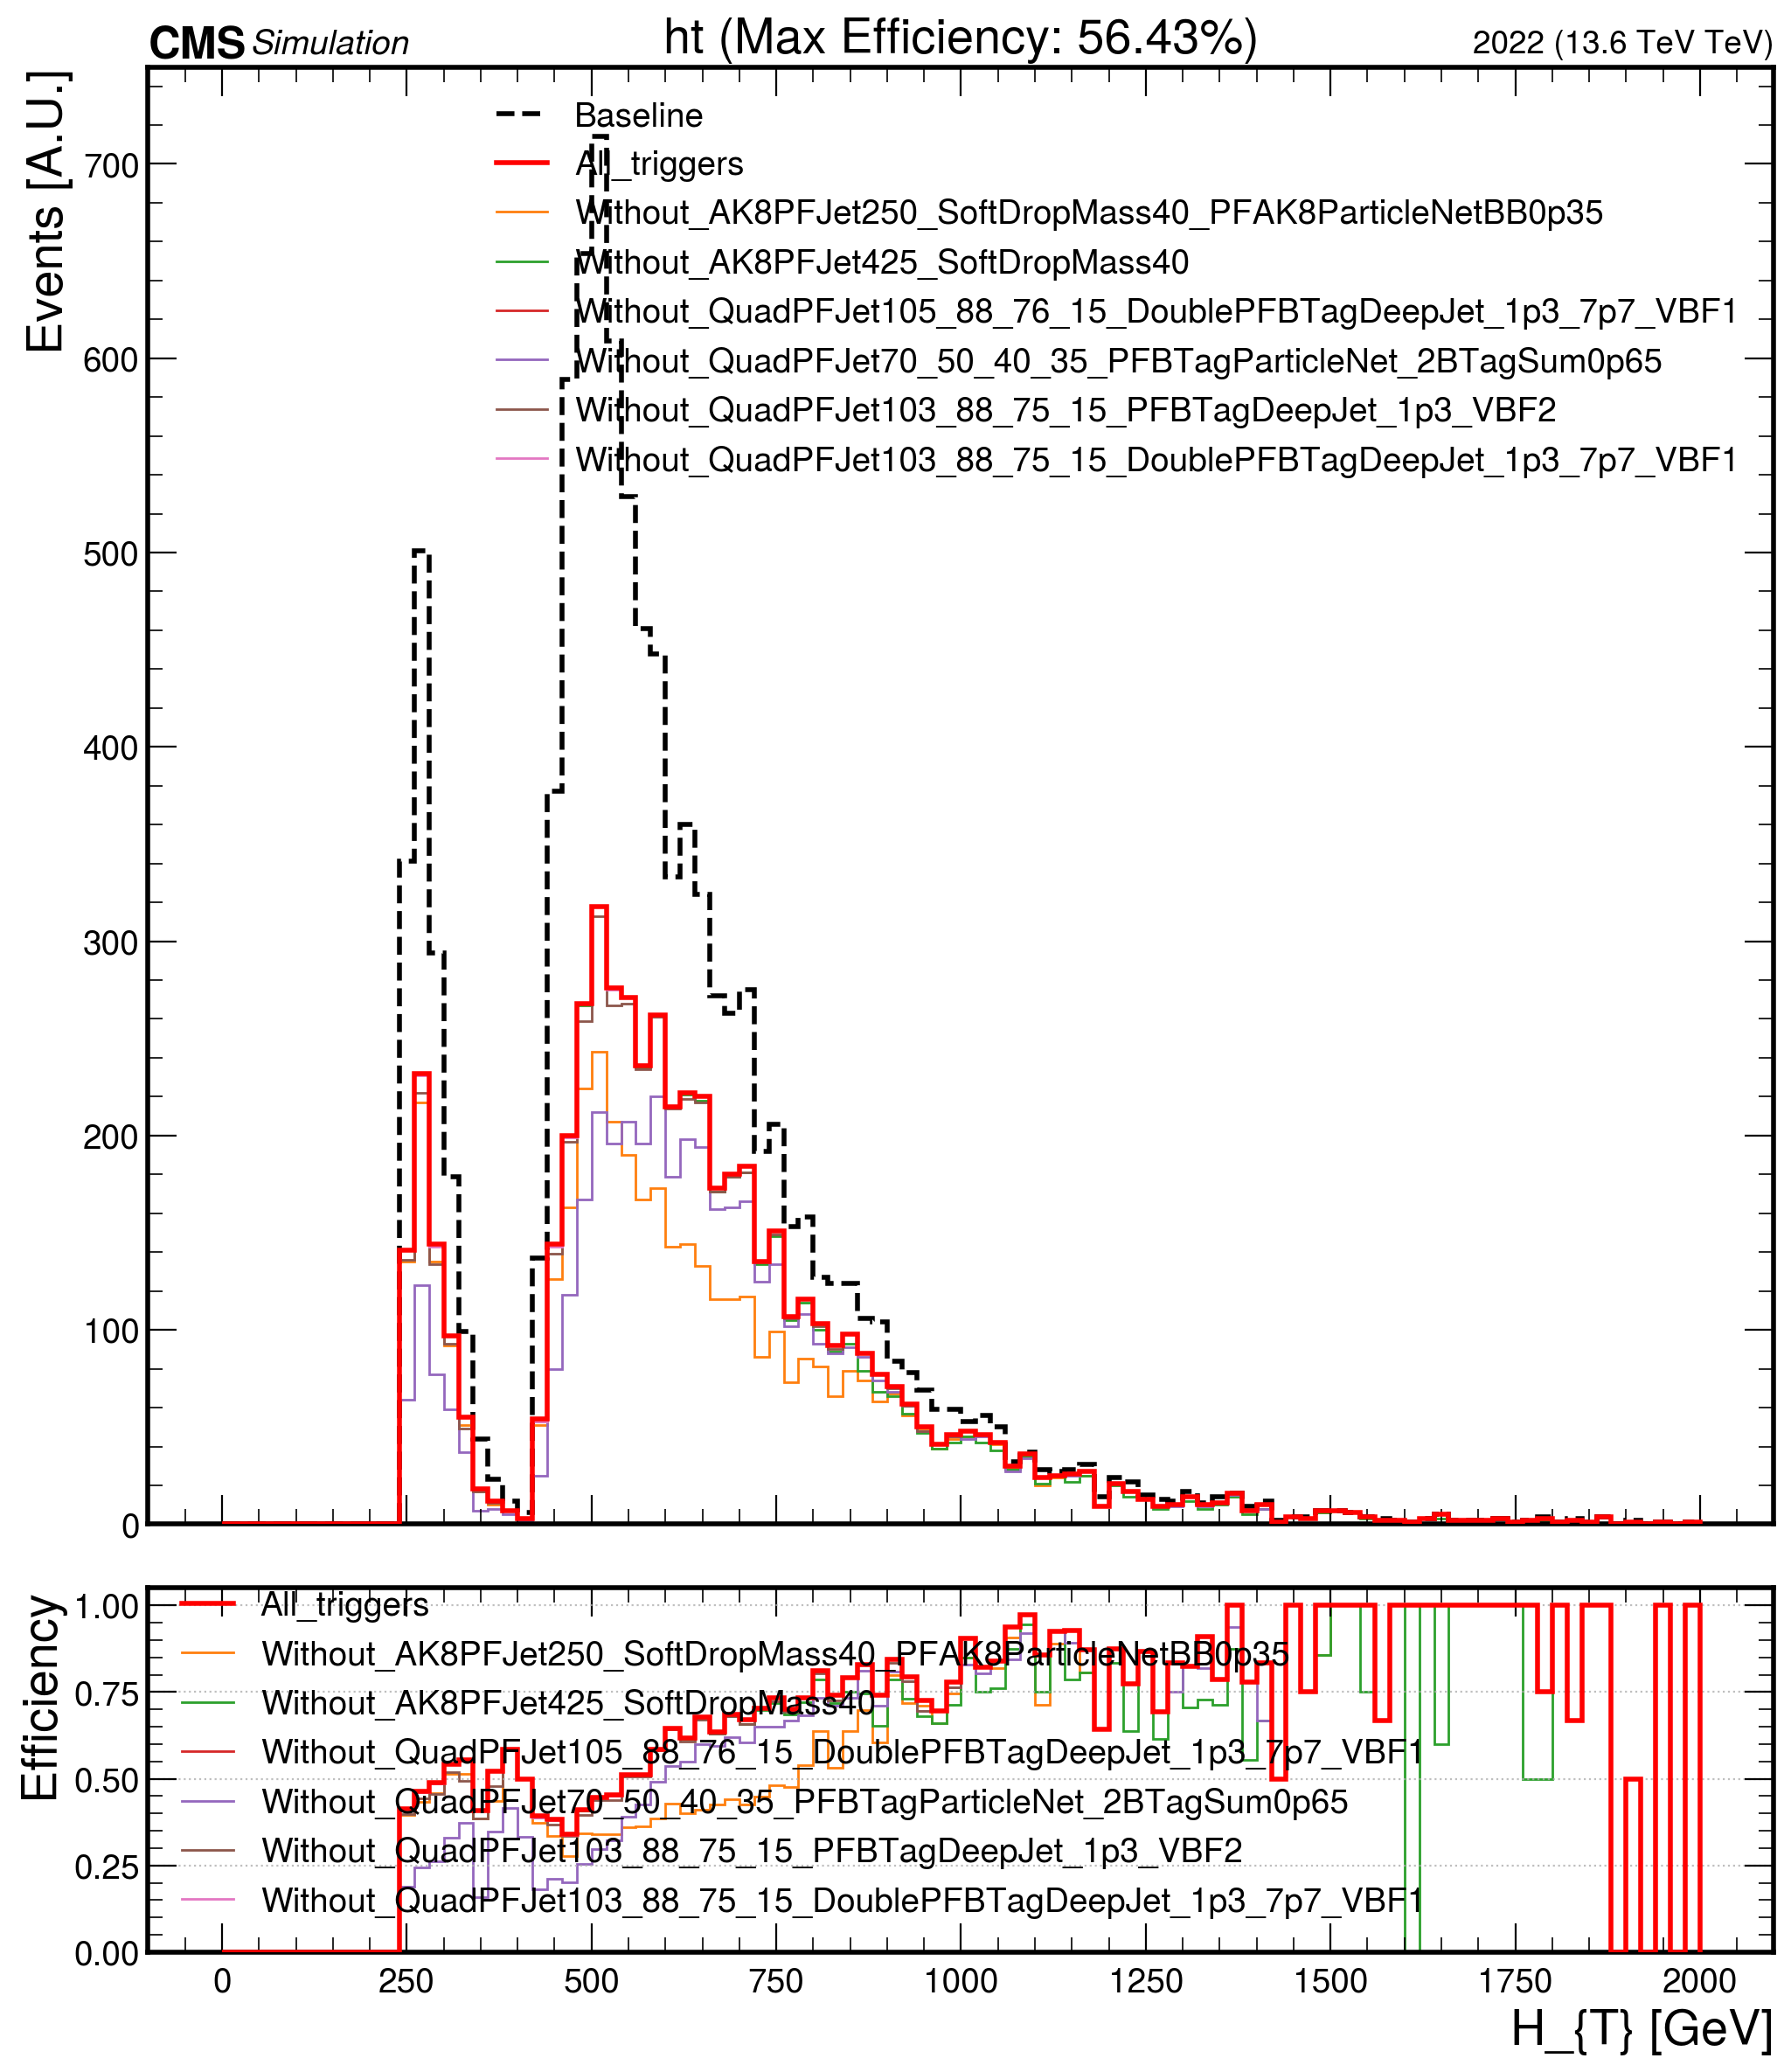 CMS Simulation ht (Max Efficiency: 56.43%) 2022 (13.6 TeV TeV)
Events [A.U.]
700
600
500
400
300
200
100
0
Baseline
All_triggers
Without_AK8PFJet250_SoftDropMass40_PFAK8ParticleNetBB0p35
Without_AK8PFJet425_SoftDropMass40
Without_QuadPFJet105_88_76_15_DoublePFBTagDeepJet_1p3_7p7_VBF1
Without_QuadPFJet70_50_40_35_PFBTagParticleNet_2BTagSum0p65
Without_QuadPFJet103_88_75_15_PFBTagDeepJet_1p3_VBF2
Without_QuadPFJet103_88_75_15_DoublePFBTagDeepJet_1p3_7p7_VBF1
Efficiency
1.00
0.75
0.50
0.25
0.00
All_triggers
Without_AK8PFJet250_SoftDropMass40_PFAK8ParticleNetBB0p35
Without_AK8PFJet425_SoftDropMass40
Without_QuadPFJet105_88_76_15_DoublePFBTagDeepJet_1p3_7p7_VBF1
Without_QuadPFJet70_50_40_35_PFBTagParticleNet_2BTagSum0p65
Without_QuadPFJet103_88_75_15_PFBTagDeepJet_1p3_VBF2
Without_QuadPFJet103_88_75_15_DoublePFBTagDeepJet_1p3_7p7_VBF1
0 250 500 750 1000 1250 1500 1750 2000
H_{T} [GeV]